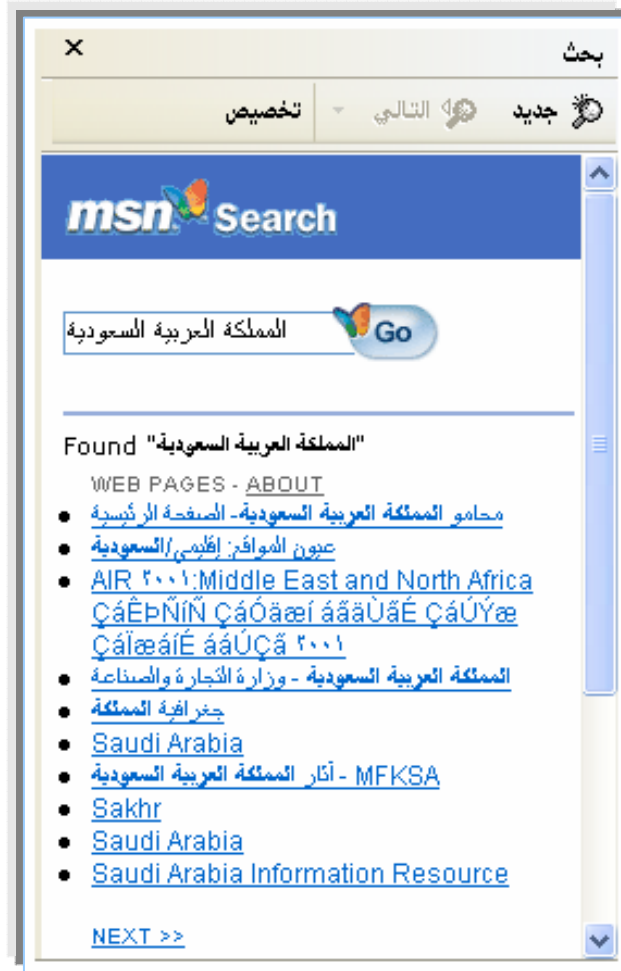 بحث
جديد التالي تخصيص
msn Search
المملكة العربية السعودية Go
Found "المملكة العربية السعودية"
WEB PAGES - ABOUT
محامو المملكة العربية السعودية- الصفحة الرئيسية
عيون المواقع: إقليمي/السعودية
AIR ٢٠٠١:Middle East and North Africa
ÇáÊÞÑíÑ ÇáÓäæí áãäÙãÉ ÇáÚÝæ
ÇáÏæáíÉ áÚÇã ٢٠٠١
المملكة العربية السعودية - وزارة التجارة والصناعة
جغرافية المملكة
Saudi Arabia
MFKSA - آثار المملكة العربية السعودية
Sakhr
Saudi Arabia
Saudi Arabia Information Resource
NEXT >>